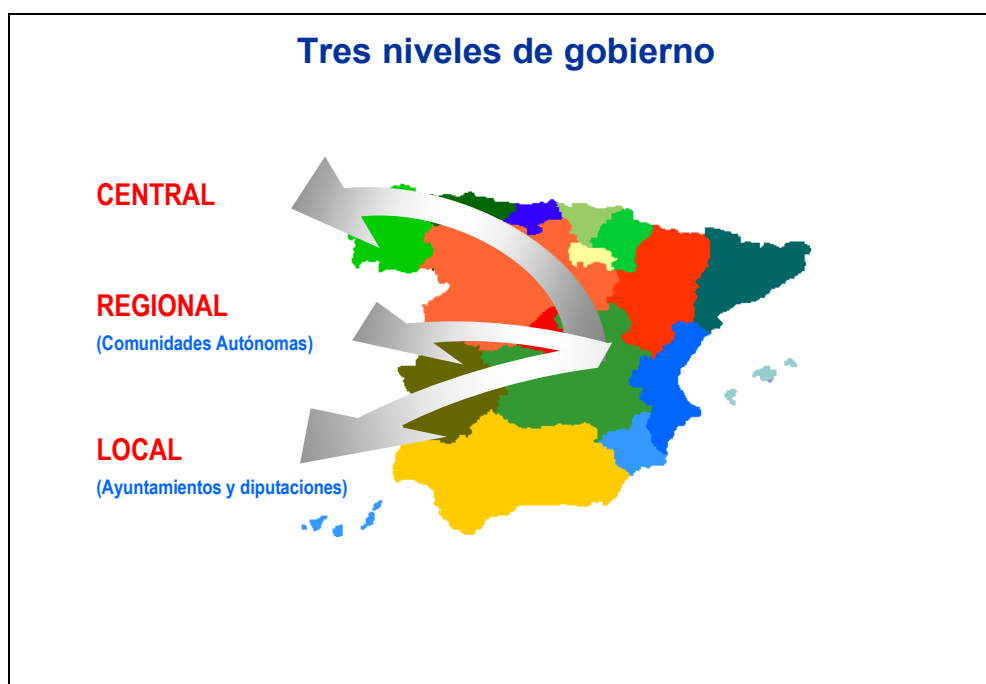 Tres niveles de gobierno
CENTRAL
REGIONAL
(Comunidades Autónomas)
LOCAL
(Ayuntamientos y diputaciones)